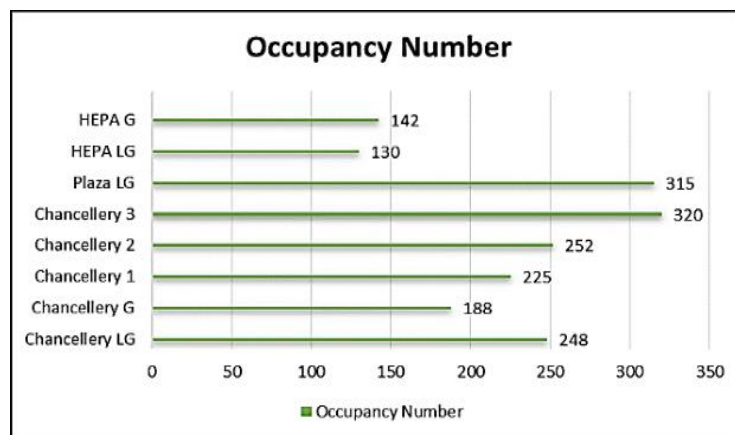 Occupancy Number
HEPA G 142
HEPA LG 130
Plaza LG 315
Chancellery 3 320
Chancellery 2 252
Chancellery 1 225
Chancellery G 188
Chancellery LG 248
0 50 100 150 200 250 300 350
Occupancy Number